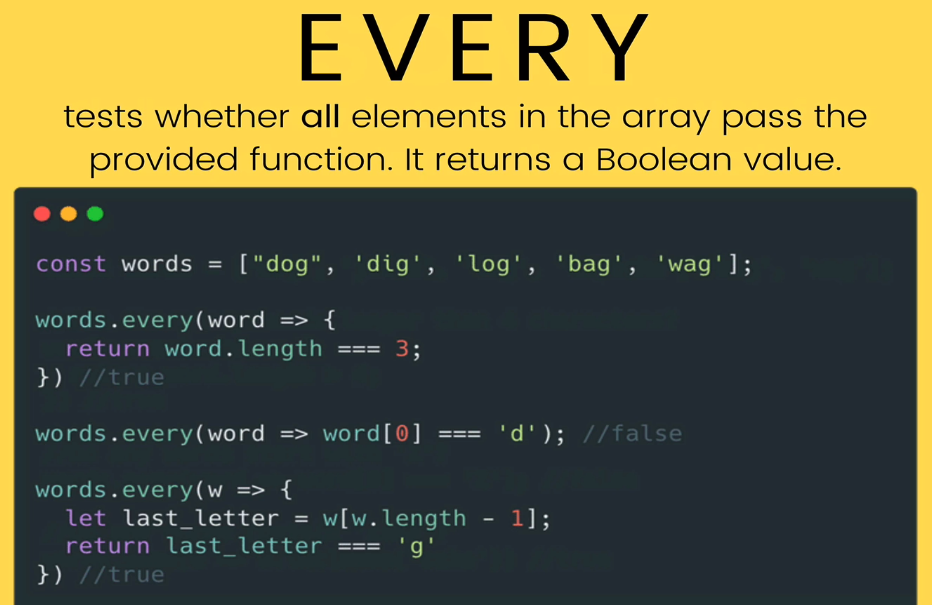 EVERY
tests whether all elements in the array pass the
provided function. It returns a Boolean value.
const words = ["dog", 'dig', 'log', 'bag', 'wag'];
words.every(word => {
  return word.length === 3;
}) //true
words.every(word => word[0] === 'd'); //false
words.every(w => {
  let last_letter = w[w.length - 1];
  return last_letter === 'g'
}) //true